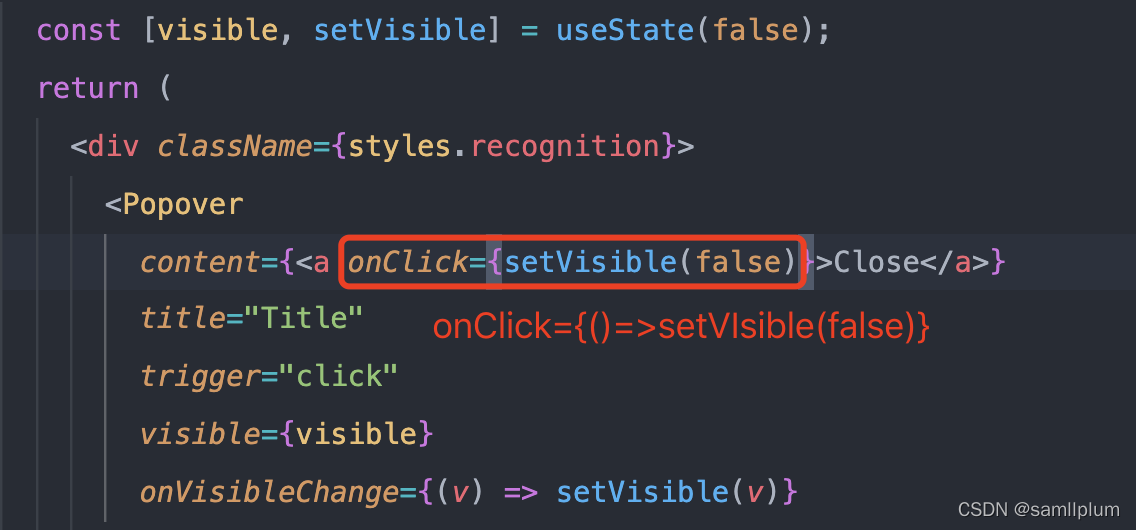 const [visible, setVisible] = useState(false);
return (
<div className={styles.recognition}>
<Popover
content={<a onClick={setVisible(false)}>Close</a>}
title="Title"
onClick={()=>setVIsible(false)}
trigger="click"
visible={visible}
onVisibleChange={(v) => setVisible(v)}
CSDN @samllplum